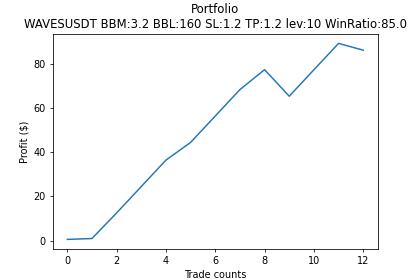 Portfolio
WAVESUSDT BBM:3.2 BBL:160 SL:1.2 TP:1.2 lev:10 WinRatio:85.0
Profit ($)
80
60
40
20
0
0 2 4 6 8 10 12
Trade counts